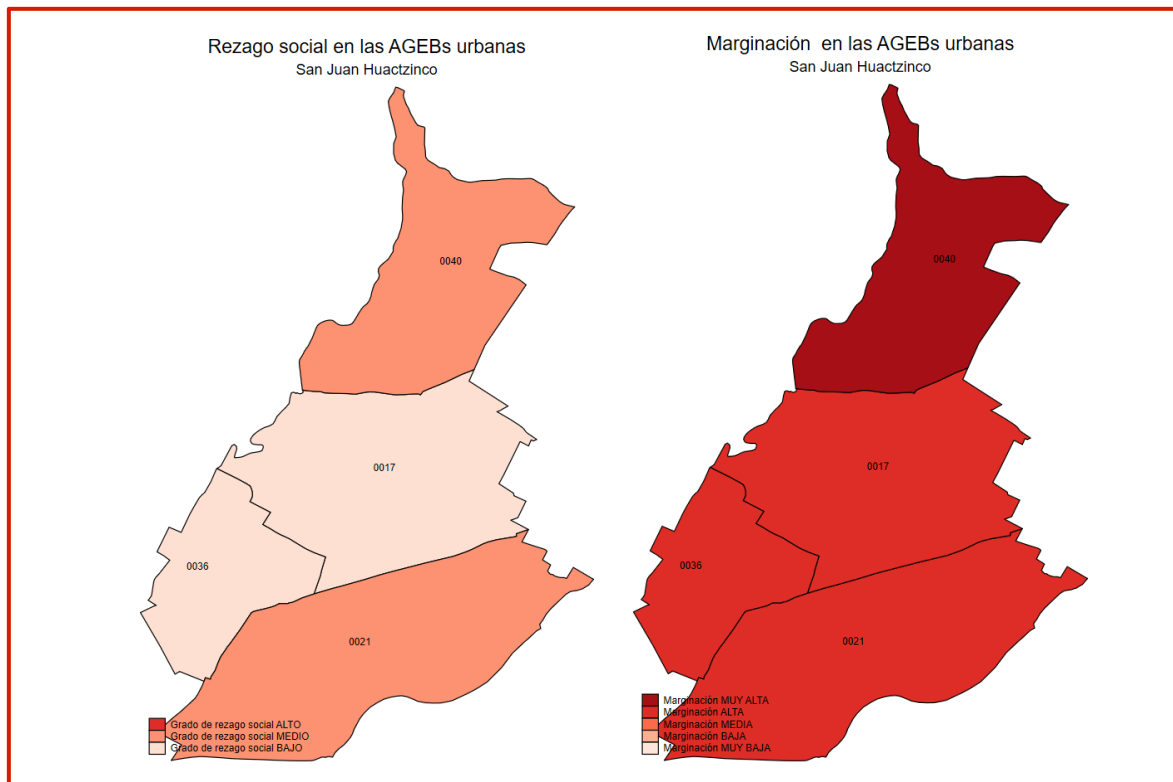 Rezago social en las AGEBs urbanas
San Juan Huactzinco
0040
0017
0036
0021
Grado de rezago social ALTO
Grado de rezago social MEDIO
Grado de rezago social BAJO
Marginación en las AGEBs urbanas
San Juan Huactzinco
0040
0017
0036
0021
Marginación MUY ALTA
Marginación ALTA
Marginación MEDIA
Marginación BAJA
Marginación MUY BAJA